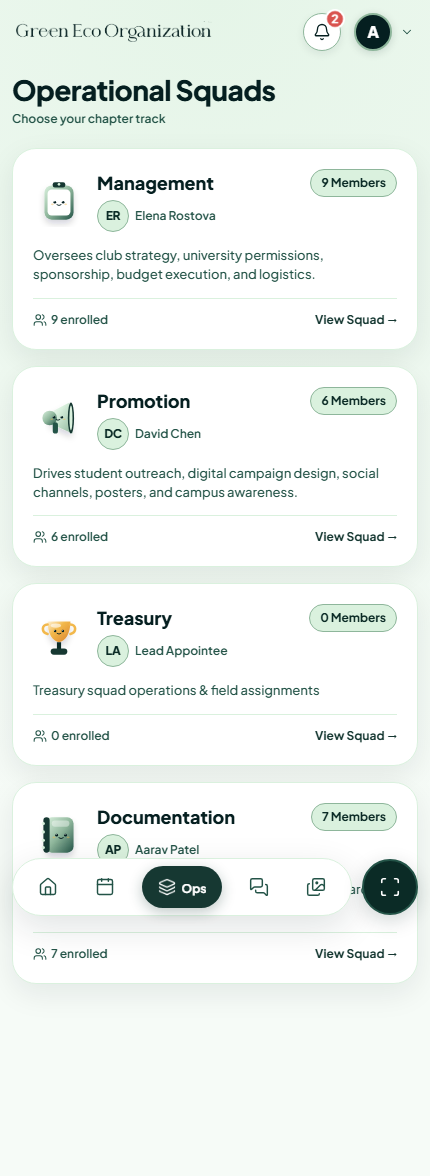 Green Eco Organization
2
A
Operational Squads
Choose your chapter track
Management
9 Members
ER
Elena Rostova
Oversees club strategy, university permissions,
sponsorship, budget execution, and logistics.
9 enrolled
View Squad →
Promotion
6 Members
DC
David Chen
Drives student outreach, digital campaign design, social
channels, posters, and campus awareness.
6 enrolled
View Squad →
Treasury
0 Members
LA
Lead Appointee
Treasury squad operations & field assignments
0 enrolled
View Squad →
Documentation
7 Members
AP
Aarav Patel
Ops
7 enrolled
View Squad →